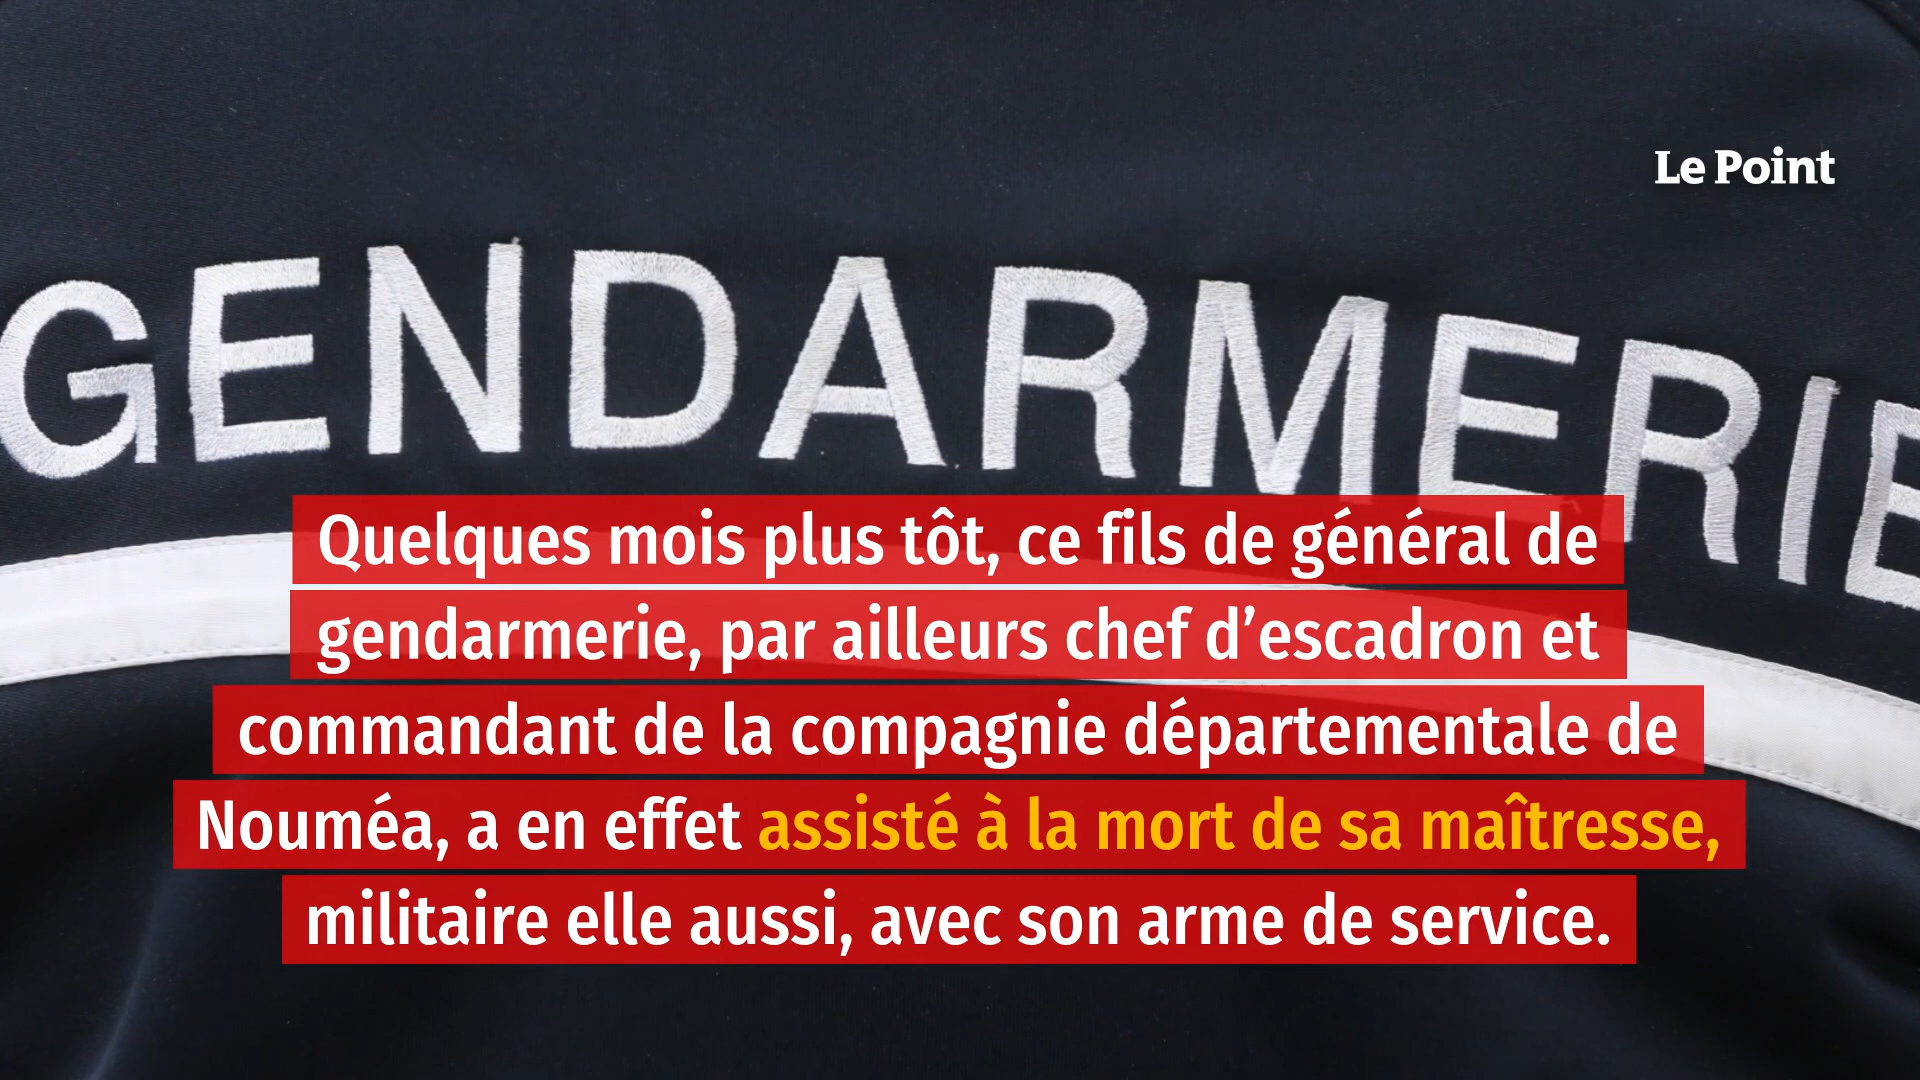 Le Point
GENDARMERIE
Quelques mois plus tôt, ce fils de général de
gendarmerie, par ailleurs chef d’escadron et
commandant de la compagnie départementale de
Nouméa, a en effet assisté à la mort de sa maîtresse,
militaire elle aussi, avec son arme de service.